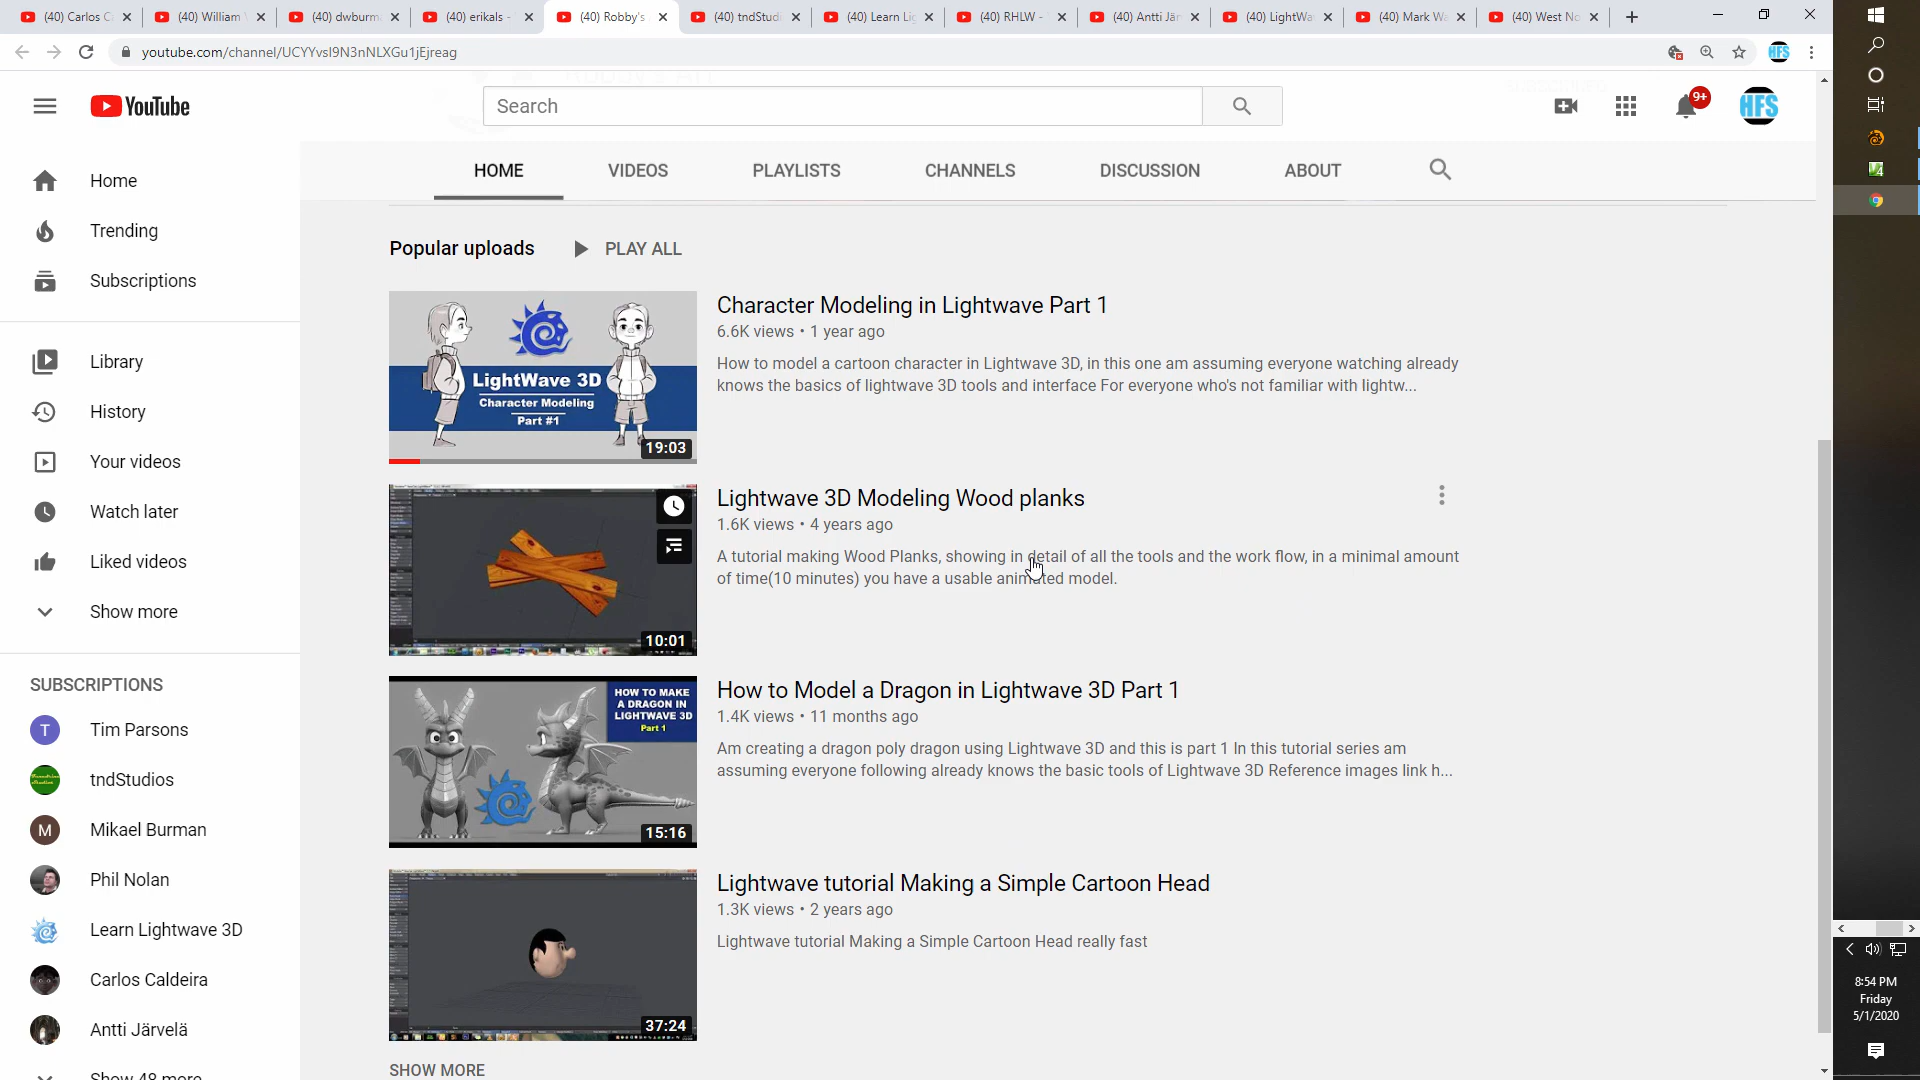 (40) Carlos C
(40) William
(40) dwburm
(40) erikals -
(40) Robby's
(40) tndStud
(40) Learn Li
(40) RHLW -
(40) Antti Jär
(40) LightWa
(40) Mark W
(40) West No
youtube.com/channel/UCYYvsI9N3nNLXGu1jEjreag
HFS
YouTube
Search
9+
HFS
HOME
VIDEOS
PLAYLISTS
CHANNELS
DISCUSSION
ABOUT
Home
Trending
Subscriptions
Library
History
Your videos
Watch later
Liked videos
Show more
SUBSCRIPTIONS
T Tim Parsons
tndStudios
M Mikael Burman
Phil Nolan
Learn Lightwave 3D
Carlos Caldeira
Antti Järvelä
Show 48 more
Popular uploads
PLAY ALL
LightWave 3D
Character Modeling
Part #1
19:03
Character Modeling in Lightwave Part 1
6.6K views • 1 year ago
How to model a cartoon character in Lightwave 3D, in this one am assuming everyone watching already
knows the basics of lightwave 3D tools and interface For everyone who's not familiar with lightw...
10:01
Lightwave 3D Modeling Wood planks
1.6K views • 4 years ago
A tutorial making Wood Planks, showing in detail of all the tools and the work flow, in a minimal amount
of time(10 minutes) you have a usable animated model.
HOW TO MAKE
A DRAGON IN
LIGHTWAVE 3D
Part 1
15:16
How to Model a Dragon in Lightwave 3D Part 1
1.4K views • 11 months ago
Am creating a dragon poly dragon using Lightwave 3D and this is part 1 In this tutorial series am
assuming everyone following already knows the basic tools of Lightwave 3D Reference images link h...
37:24
Lightwave tutorial Making a Simple Cartoon Head
1.3K views • 2 years ago
Lightwave tutorial Making a Simple Cartoon Head really fast
SHOW MORE
8:54 PM
Friday
5/1/2020